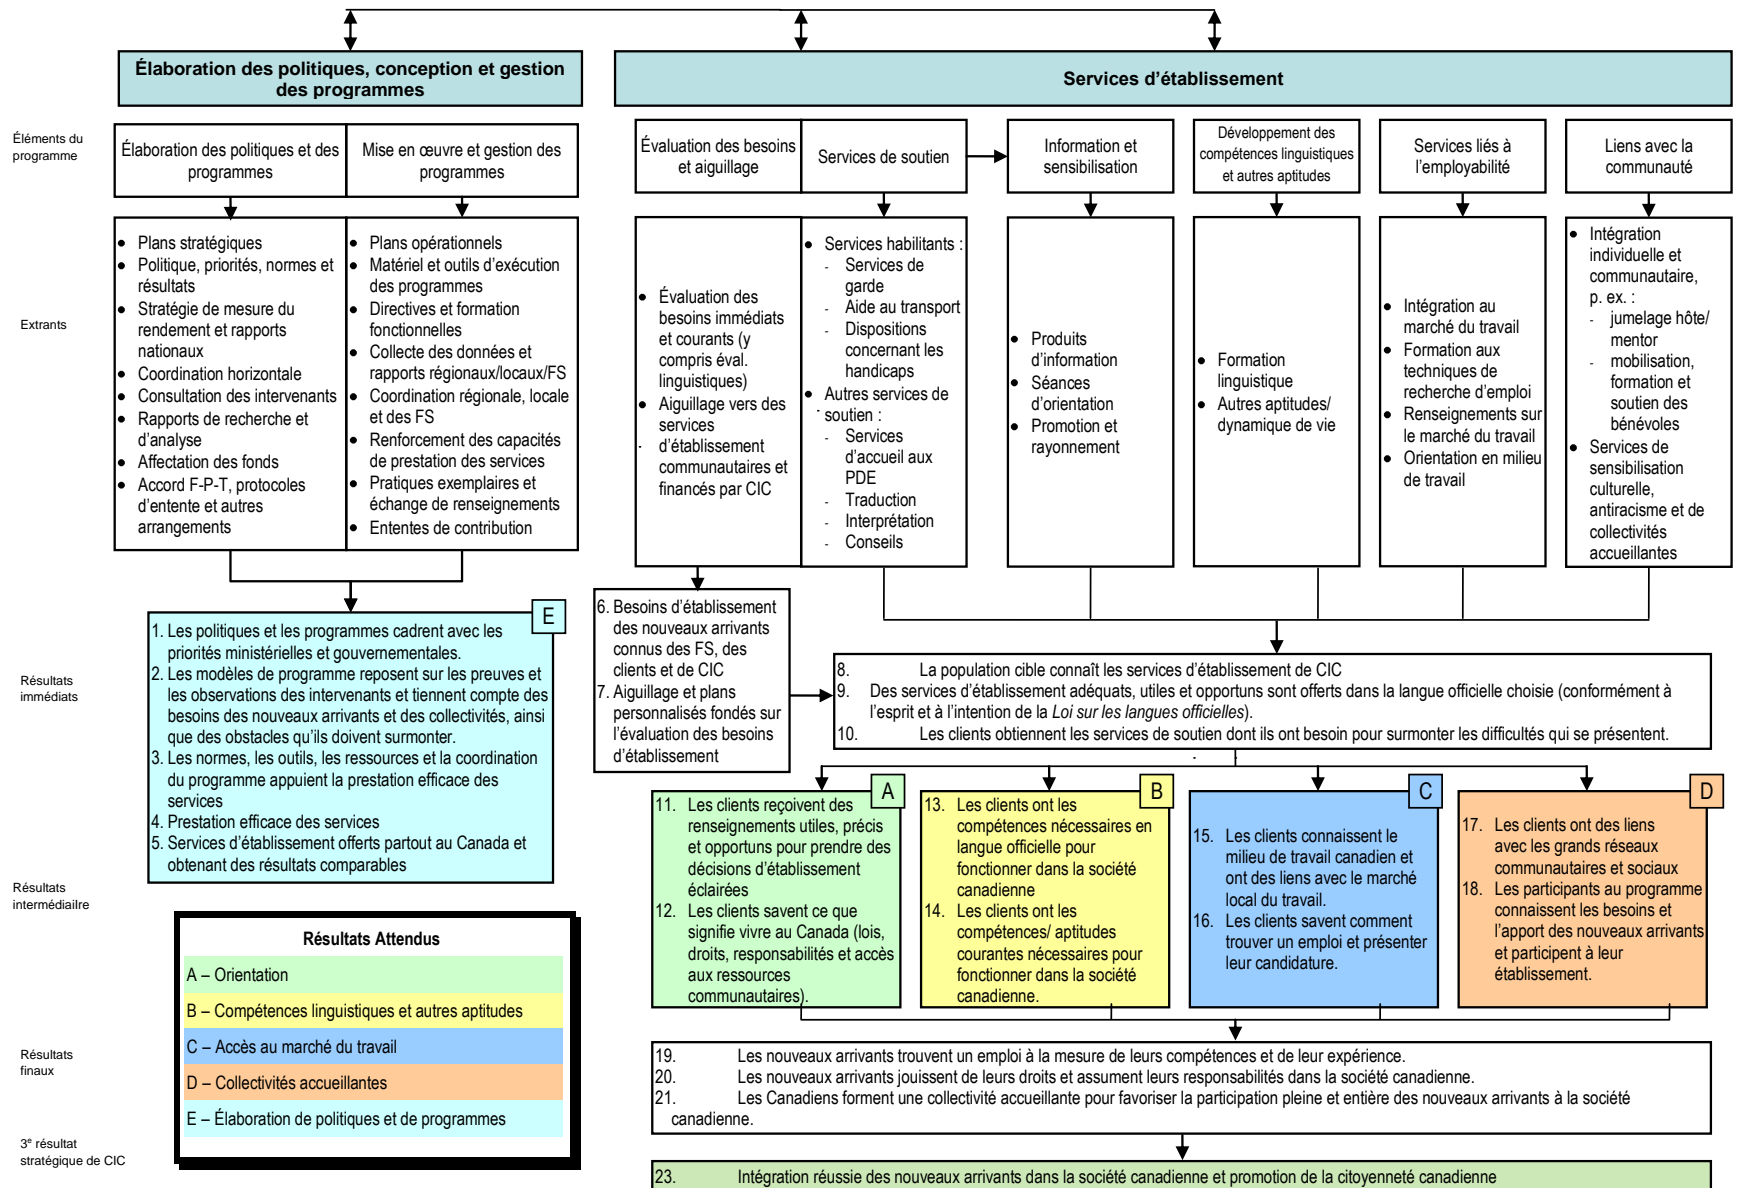 Élaboration des politiques, conception et gestion
des programmes
Services d’établissement
Éléments du
programme
Élaboration des politiques et des
programmes
Mise en œuvre et gestion des
programmes
Évaluation des besoins
et aiguillage
Services de soutien
Information et
sensibilisation
Développement des
compétences linguistiques
et autres aptitudes
Services liés à
l’employabilité
Liens avec la
communauté
Extrants
• Plans stratégiques
• Politique, priorités, normes et
résultats
• Stratégie de mesure du
rendement et rapports
nationaux
• Coordination horizontale
• Consultation des intervenants
• Rapports de recherche et
d’analyse
• Affectation des fonds
• Accord F-P-T, protocoles
d’entente et autres
arrangements
• Plans opérationnels
• Matériel et outils d’exécution
des programmes
• Directives et formation
fonctionnelles
• Collecte des données et
rapports régionaux/locaux/FS
• Coordination régionale, locale
et des FS
• Renforcement des capacités
de prestation des services
• Pratiques exemplaires et
échange de renseignements
• Ententes de contribution
• Évaluation des
besoins immédiats
et courants (y
compris éval.
linguistiques)
• Aiguillage vers des
services
d’établissement
communautaires et
financés par CIC
• Services habilitants :
- Services de
garde
- Aide au transport
- Dispositions
concernant les
handicaps
• Autres services de
soutien :
- Services
d’accueil aux
PDE
- Traduction
- Interprétation
- Conseils
• Produits
d’information
• Séances
d’orientation
• Promotion et
rayonnement
• Formation
linguistique
• Autres aptitudes/
dynamique de vie
• Intégration au
marché du travail
• Formation aux
techniques de
recherche d’emploi
• Renseignements sur
le marché du travail
• Orientation en milieu
de travail
• Intégration
individuelle et
communautaire,
p. ex. :
- jumelage hôte/
mentor
- mobilisation,
formation et
soutien des
bénévoles
• Services de
sensibilisation
culturelle,
antiracisme et de
collectivités
accueillantes
Résultats
immédiats
E
1. Les politiques et les programmes cadrent avec les
priorités ministérielles et gouvernementales.
2. Les modèles de programme reposent sur les preuves et
les observations des intervenants et tiennent compte des
besoins des nouveaux arrivants et des collectivités, ainsi
que des obstacles qu’ils doivent surmonter.
3. Les normes, les outils, les ressources et la coordination
du programme appuient la prestation efficace des
services
4. Prestation efficace des services
5. Services d’établissement offerts partout au Canada et
obtenant des résultats comparables
6. Besoins d’établissement
des nouveaux arrivants
connus des FS, des
clients et de CIC
7. Aiguillage et plans
personnalisés fondés sur
l’évaluation des besoins
d’établissement
8. La population cible connaît les services d’établissement de CIC
9. Des services d’établissement adéquats, utiles et opportuns sont offerts dans la langue officielle choisie (conformément à
l’esprit et à l’intention de la Loi sur les langues officielles).
10. Les clients obtiennent les services de soutien dont ils ont besoin pour surmonter les difficultés qui se présentent.
Résultats
intermédiailre
A
11. Les clients reçoivent des
renseignements utiles, précis
et opportuns pour prendre des
décisions d’établissement
éclairées
12. Les clients savent ce que
signifie vivre au Canada (lois,
droits, responsabilités et accès
aux ressources
communautaires).
B
13. Les clients ont les
compétences nécessaires en
langue officielle pour
fonctionner dans la société
canadienne
14. Les clients ont les
compétences/ aptitudes
courantes nécessaires pour
fonctionner dans la société
canadienne.
C
15. Les clients connaissent le
milieu de travail canadien et
ont des liens avec le marché
local du travail.
16. Les clients savent comment
trouver un emploi et présenter
leur candidature.
D
17. Les clients ont des liens
avec les grands réseaux
communautaires et sociaux
18. Les participants au programme
connaissent les besoins et
l’apport des nouveaux arrivants
et participent à leur
établissement.
Résultats Attendus
A – Orientation
B – Compétences linguistiques et autres aptitudes
C – Accès au marché du travail
D – Collectivités accueillantes
E – Élaboration de politiques et de programmes
Résultats
finaux
19. Les nouveaux arrivants trouvent un emploi à la mesure de leurs compétences et de leur expérience.
20. Les nouveaux arrivants jouissent de leurs droits et assument leurs responsabilités dans la société canadienne.
21. Les Canadiens forment une collectivité accueillante pour favoriser la participation pleine et entière des nouveaux arrivants à la société
canadienne.
3e résultat
stratégique de CIC
23. Intégration réussie des nouveaux arrivants dans la société canadienne et promotion de la citoyenneté canadienne